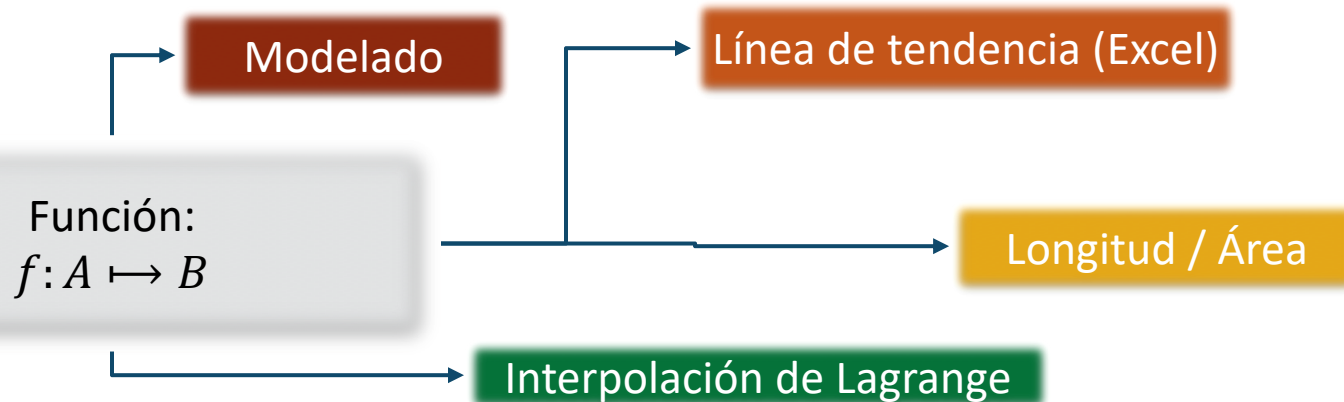 Modelado
Línea de tendencia (Excel)
Función:
f: A ⟼ B
Longitud / Área
Interpolación de Lagrange